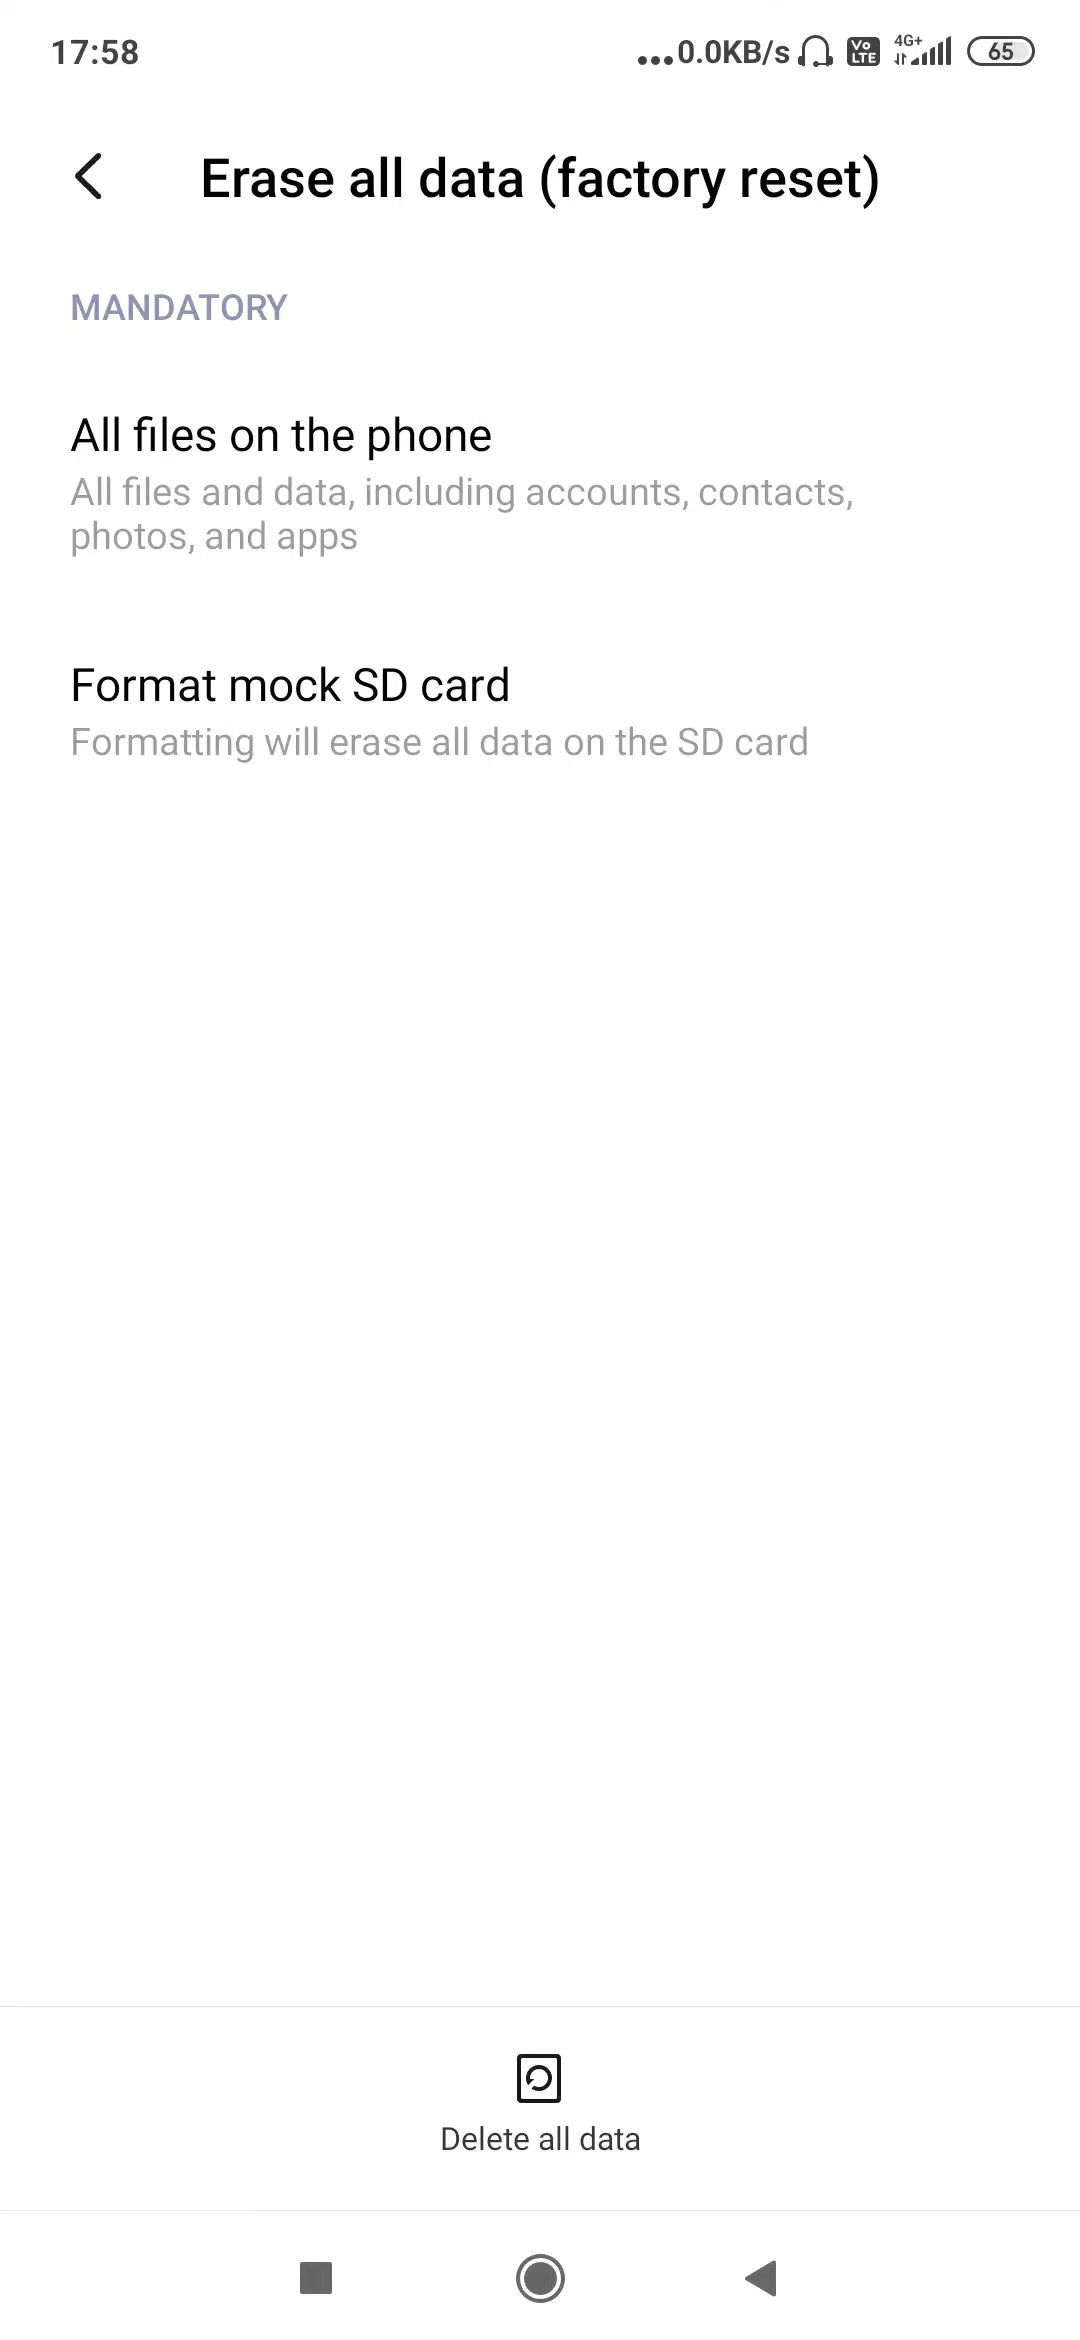 17:58
...0.0KB/s Vo LTE 4G+ 65
Erase all data (factory reset)
MANDATORY
All files on the phone
All files and data, including accounts, contacts,
photos, and apps
Format mock SD card
Formatting will erase all data on the SD card
Delete all data